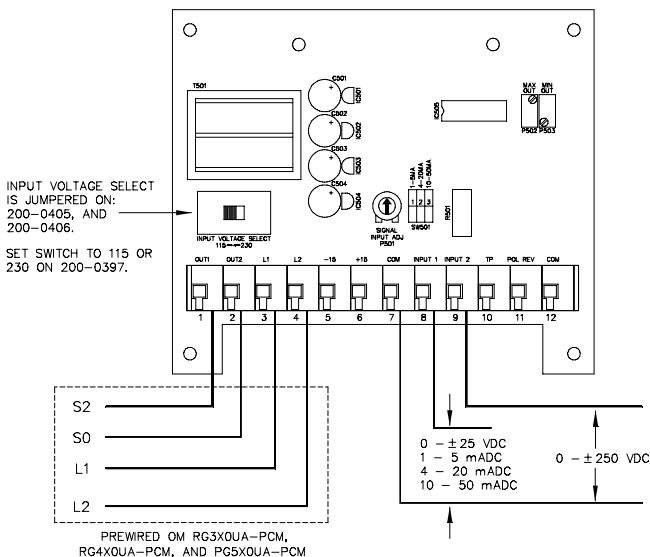 T501
C501
IC501
C502
IC502
C503
IC503
C504
IC504
IC505
MAX OUT
MIN OUT
P502
P503
INPUT VOLTAGE SELECT
IS JUMPERED ON:
200-0405, AND
200-0406.
SET SWITCH TO 115 OR
230 ON 200-0397.
INPUT VOLTAGE SELECT
115 230
SIGNAL
INPUT ADJ
P501
1-5MA
4-20MA
10-50MA
1 2 3
SW501
R501
OUT1 OUT2 L1 L2 -15 +15 COM INPUT 1 INPUT 2 TP POL REV COM
1 2 3 4 5 6 7 8 9 10 11 12
S2
S0
L1
L2
0 - ±25 VDC
1 - 5 mADC
4 - 20 mADC
10 - 50 mADC
0 - ±250 VDC
PREWIRED OM RG3X0UA-PCM,
RG4X0UA-PCM, AND PG5X0UA-PCM